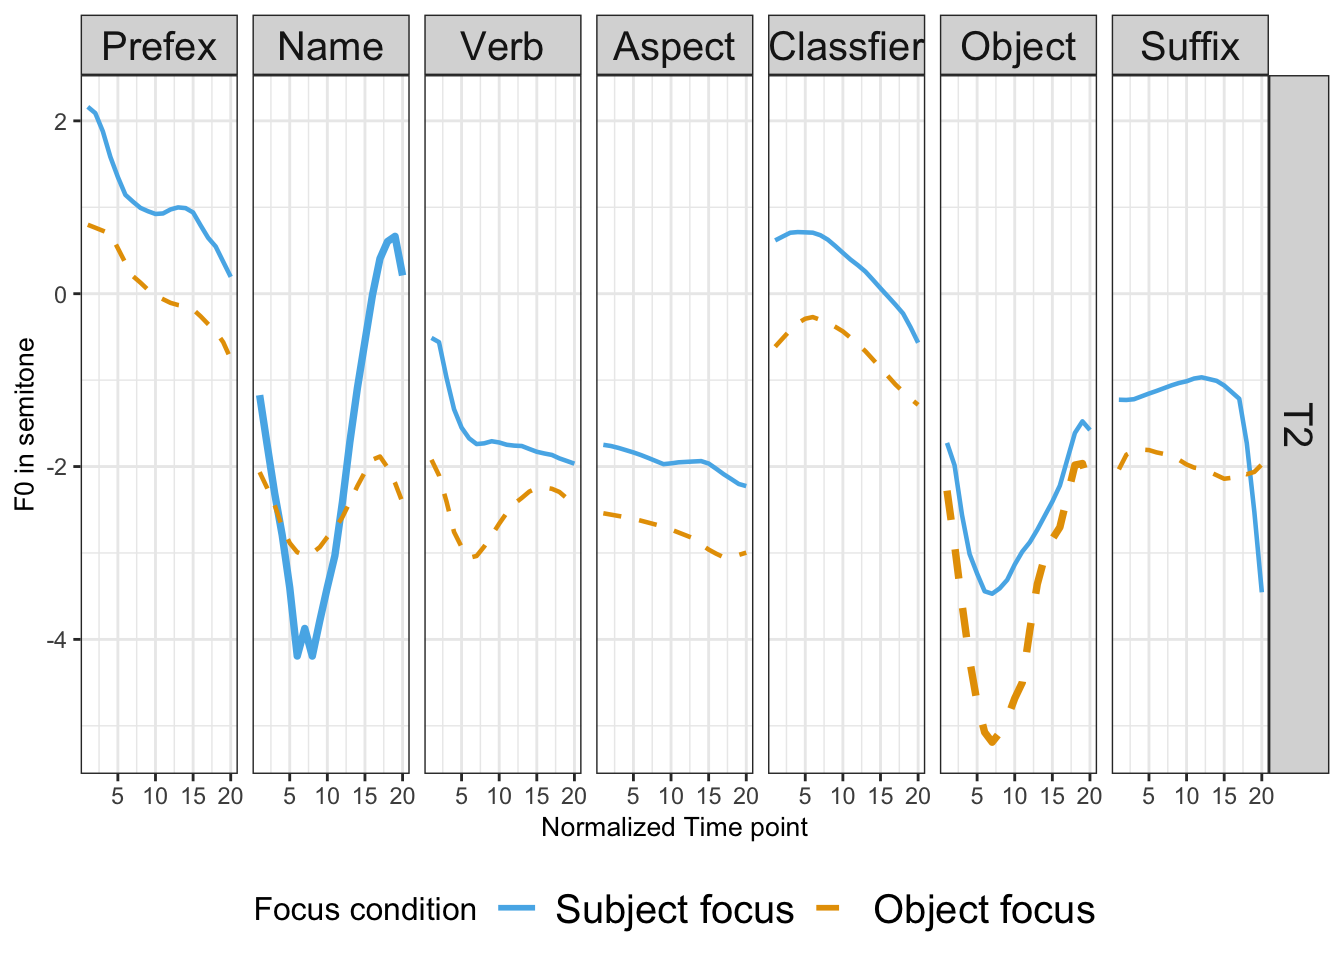 Prefex Name Verb Aspect Classfier Object Suffix
2
0
-2
-4
F0 in semitone
T2
5 10 15 20 5 10 15 20 5 10 15 20 5 10 15 20 5 10 15 20 5 10 15 20 5 10 15 20
Normalized Time point
Focus condition Subject focus Object focus